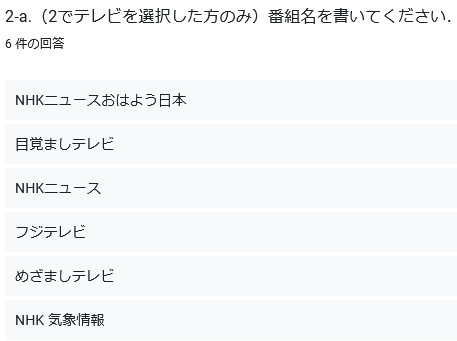 2-a.（2でテレビを選択した方のみ）番組名を書いてください.
6 件の回答
NHKニュースおはよう日本
目覚ましテレビ
NHKニュース
フジテレビ
めざましテレビ
NHK 気象情報